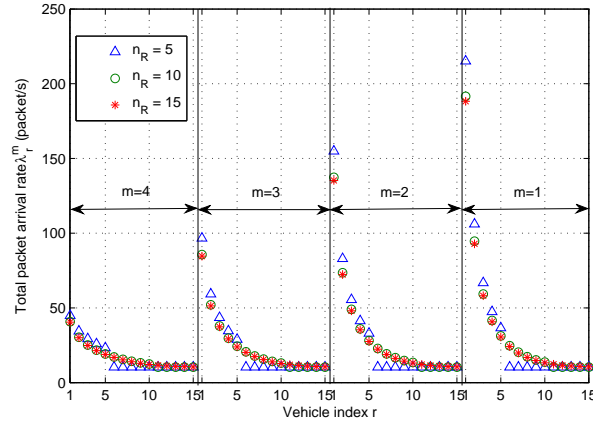 250
200
150
100
50
0
Total packet arrival rate λ_r^m (packet/s)
n_R = 5
n_R = 10
n_R = 15
m=4 m=3 m=2 m=1
1 5 10 15 1 5 10 15 1 5 10 15 1 5 10 15
Vehicle index r